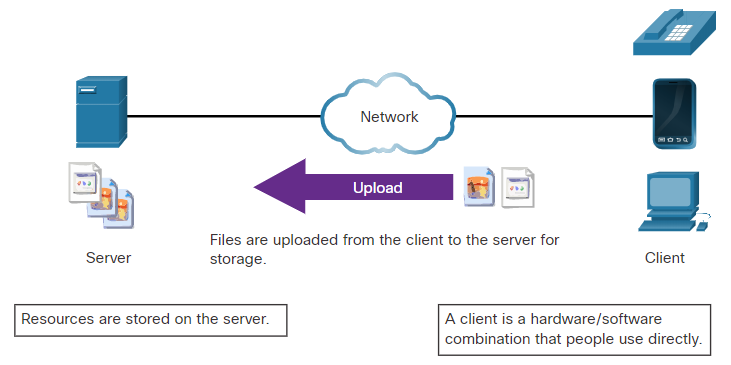 Network
Upload
Files are uploaded from the client to the server for
storage.
Server
Client
Resources are stored on the server.
A client is a hardware/software
combination that people use directly.